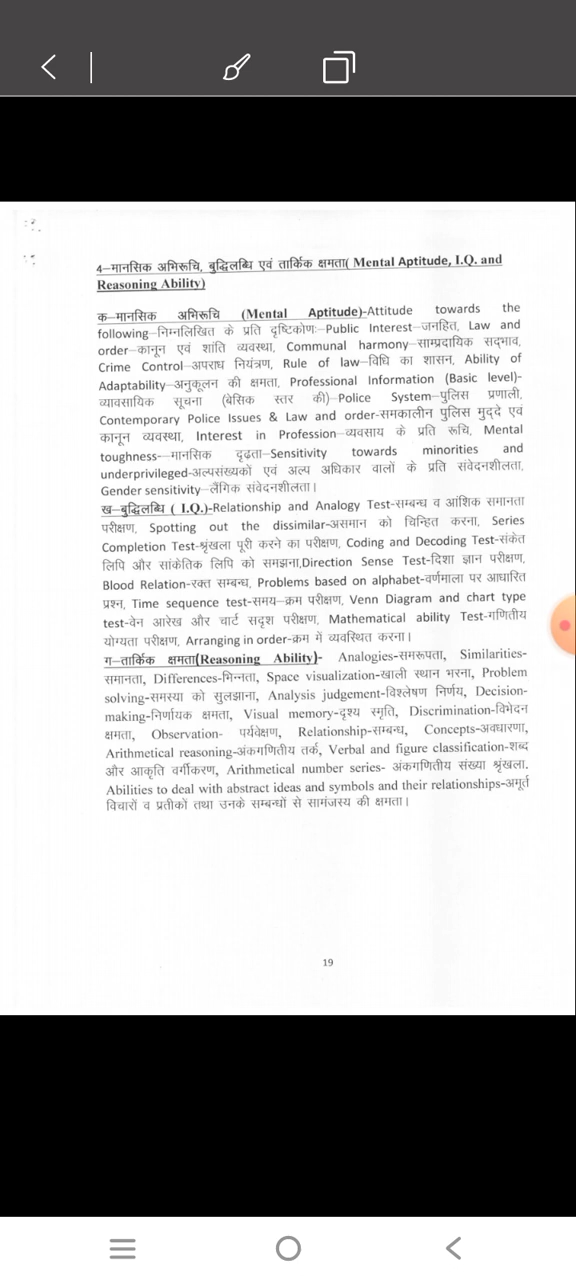 4–मानसिक अभिरूचि, बुद्धिलब्धि एवं तार्किक क्षमता( Mental Aptitude, I.Q. and
Reasoning Ability)
क–मानसिक अभिरूचि (Mental Aptitude)-Attitude towards the
following–निम्नलिखित के प्रति दृष्टिकोणः–Public Interest–जनहित, Law and
order–कानून एवं शांति व्यवस्था, Communal harmony–साम्प्रदायिक सद्भाव,
Crime Control–अपराध नियंत्रण, Rule of law–विधि का शासन, Ability of
Adaptability–अनुकूलन की क्षमता, Professional Information (Basic level)-
व्यावसायिक सूचना (बेसिक स्तर की)–Police System–पुलिस प्रणाली,
Contemporary Police Issues & Law and order-समकालीन पुलिस मुद्दे एवं
कानून व्यवस्था, Interest in Profession–व्यवसाय के प्रति रूचि, Mental
toughness-–मानसिक दृढ़ता–Sensitivity towards minorities and
underprivileged-अल्पसंख्यकों एवं अल्प अधिकार वालों के प्रति संवेदनशीलता,
Gender sensitivity–लैंगिक संवेदनशीलता।
ख–बुद्धिलब्धि ( I.Q.)-Relationship and Analogy Test-सम्बन्ध व आंशिक समानता
परीक्षण, Spotting out the dissimilar-असमान को चिन्हित करना, Series
Completion Test-श्रृंखला पूरी करने का परीक्षण, Coding and Decoding Test-संकेत
लिपि और सांकेतिक लिपि को समझना,Direction Sense Test-दिशा ज्ञान परीक्षण,
Blood Relation-रक्त सम्बन्ध, Problems based on alphabet-वर्णमाला पर आधारित
प्रश्न, Time sequence test-समय–क्रम परीक्षण, Venn Diagram and chart type
test-वेन आरेख और चार्ट सदृश परीक्षण, Mathematical ability Test-गणितीय
योग्यता परीक्षण, Arranging in order-क्रम में व्यवस्थित करना।
ग–तार्किक क्षमता(Reasoning Ability)- Analogies-समरूपता, Similarities-
समानता, Differences-भिन्नता, Space visualization-खाली स्थान भरना, Problem
solving-समस्या को सुलझाना, Analysis judgement-विश्लेषण निर्णय, Decision-
making-निर्णायक क्षमता, Visual memory-दृश्य स्मृति, Discrimination-विभेदन
क्षमता, Observation- पर्यवेक्षण, Relationship-सम्बन्ध, Concepts-अवधारणा,
Arithmetical reasoning-अंकगणितीय तर्क, Verbal and figure classification-शब्द
और आकृति वर्गीकरण, Arithmetical number series- अंकगणितीय संख्या श्रृंखला.
Abilities to deal with abstract ideas and symbols and their relationships-अमूर्त
विचारों व प्रतीकों तथा उनके सम्बन्धों से सामंजस्य की क्षमता।
19